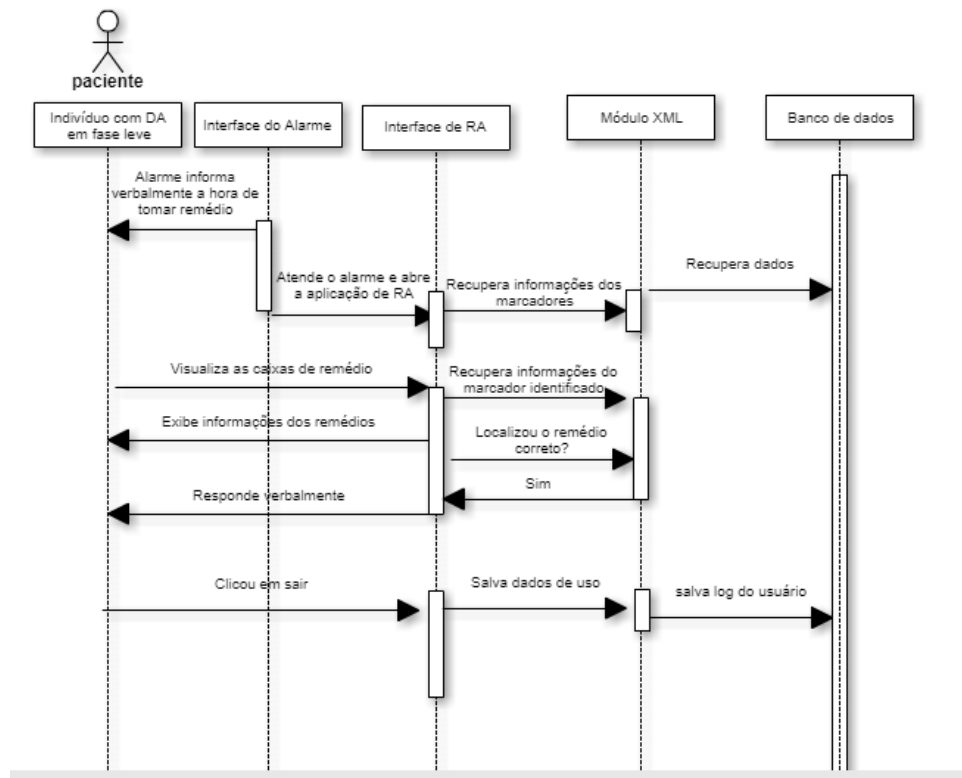 paciente
Indivíduo com DA
em fase leve
Interface do Alarme
Interface de RA
Módulo XML
Banco de dados
Alarme informa
verbalmente a hora de
tomar remédio
Atende o alarme e abre
a aplicação de RA
Recupera informações dos
marcadores
Recupera dados
Visualiza as caixas de remédio
Recupera informações do
marcador identificado
Exibe informações dos remédios
Localizou o remédio
correto?
Sim
Responde verbalmente
Clicou em sair
Salva dados de uso
salva log do usuário